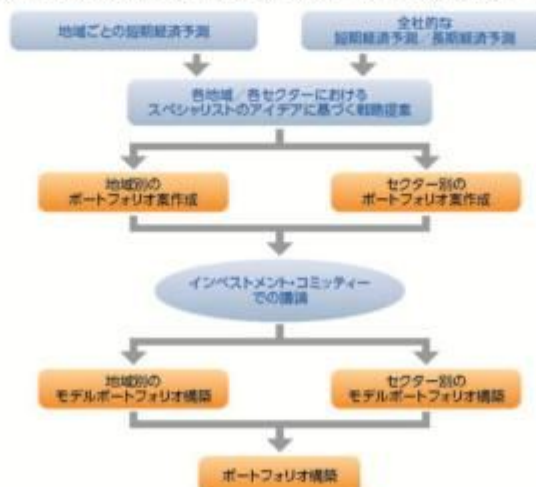 地域ごとの短期経済予測
全社的な
短期経済予測/長期経済予測
各地域/各セクターにおける
スペシャリストのアイデアに基づく戦略提案
地域別の
ポートフォリオ案作成
セクター別の
ポートフォリオ案作成
インベストメント・コミッティー
での議論
地域別の
モデルポートフォリオ構築
セクター別の
モデルポートフォリオ構築
ポートフォリオ構築